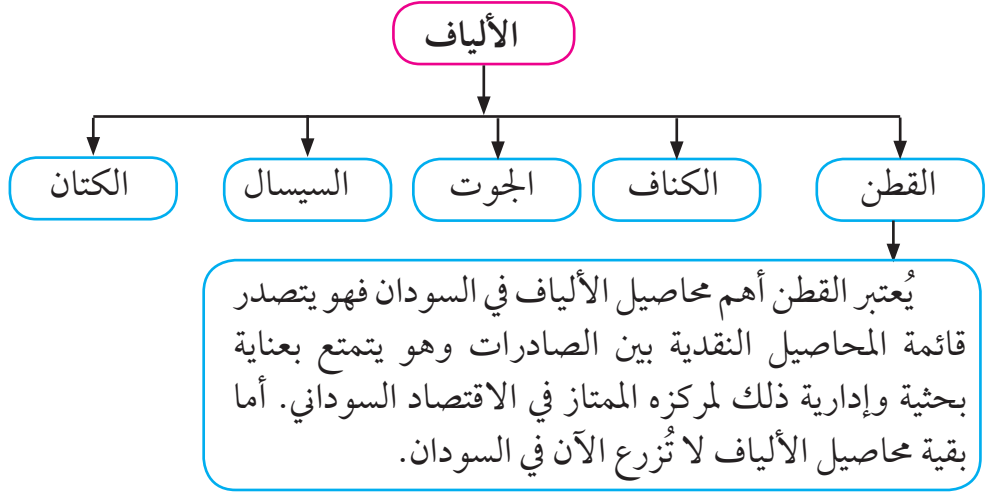 الألياف
القطن
الكناف
الجوت
السيسال
الكتان
يُعتبر القطن أهم محاصيل الألياف في السودان فهو يتصدر
قائمة المحاصيل النقدية بين الصادرات وهو يتمتع بعناية
بحثية وإدارية ذلك لمركزه الممتاز في الاقتصاد السوداني. أما
بقية محاصيل الألياف لا تُزرع الآن في السودان.